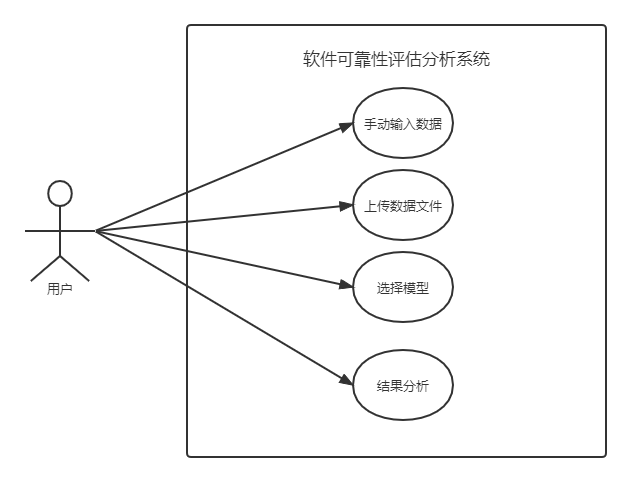 软件可靠性评估分析系统
手动输入数据
上传数据文件
选择模型
用户
结果分析